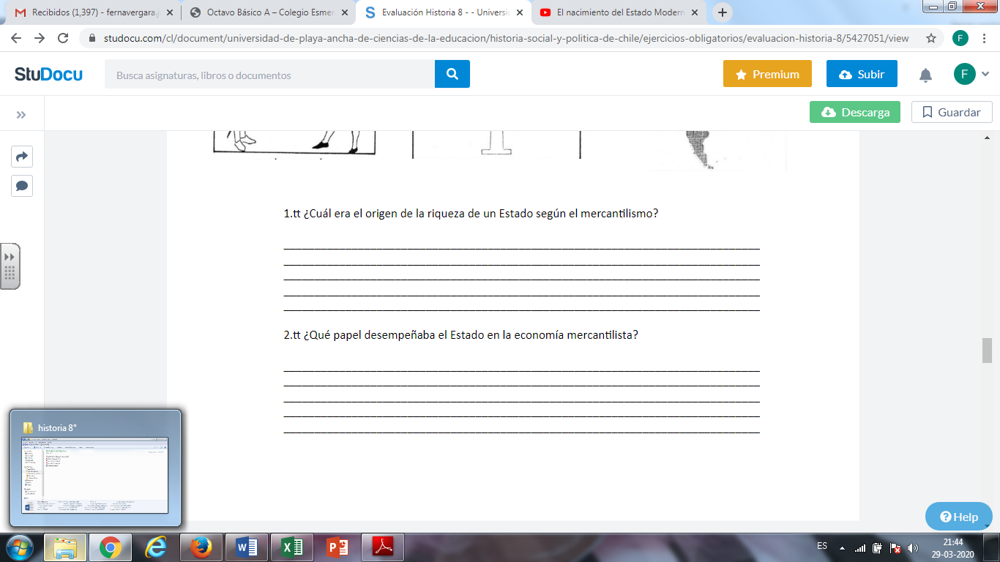 Recibidos (1,397) - fernavergara.j
Octavo Básico A – Colegio Esmer
Evaluación Historia 8 - - Universi
El nacimiento del Estado Modern
studocu.com/cl/document/universidad-de-playa-ancha-de-ciencias-de-la-educacion/historia-social-y-politica-de-chile/ejercicios-obligatorios/evaluacion-historia-8/5427051/view
F
StuDocu
Busca asignaturas, libros o documentos
Premium
Subir
F
Descarga
Guardar
1.tt ¿Cuál era el origen de la riqueza de un Estado según el mercantilismo?
2.tt ¿Qué papel desempeñaba el Estado en la economía mercantilista?
historia 8°
Help
ES
21:44
29-03-2020